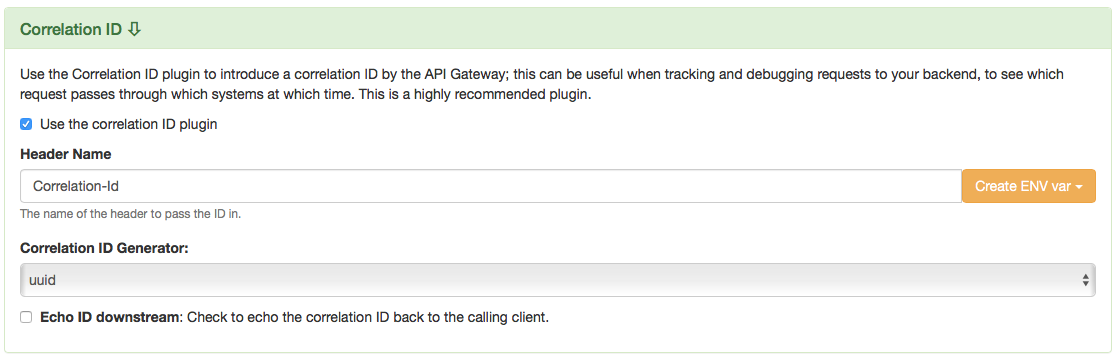 Correlation ID
Use the Correlation ID plugin to introduce a correlation ID by the API Gateway; this can be useful when tracking and debugging requests to your backend, to see which
request passes through which systems at which time. This is a highly recommended plugin.
Use the correlation ID plugin
Header Name
Correlation-Id
Create ENV var
The name of the header to pass the ID in.
Correlation ID Generator:
uuid
Echo ID downstream: Check to echo the correlation ID back to the calling client.